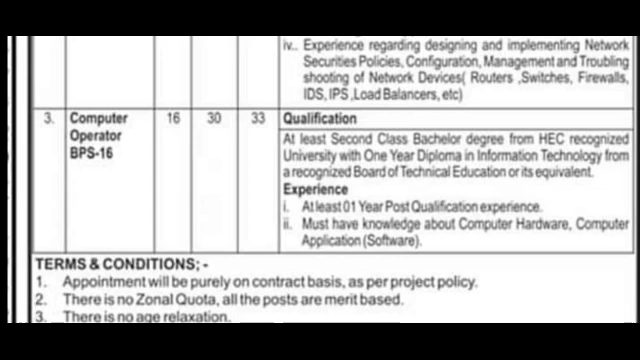 iv.. Experience regarding designing and implementing Network
Securities Policies, Configuration, Management and Troubling
shooting of Network Devices( Routers ,Switches, Firewalls,
IDS, IPS ,Load Balancers, etc)
3. Computer Operator BPS-16 16 30 33 Qualification
At least Second Class Bachelor degree from HEC recognized
University with One Year Diploma in Information Technology from
a recognized Board of Technical Education or its equivalent.
Experience
i. At least 01 Year Post Qualification experience.
ii. Must have knowledge about Computer Hardware, Computer
Application (Software).
TERMS & CONDITIONS; -
1. Appointment will be purely on contract basis, as per project policy.
2. There is no Zonal Quota, all the posts are merit based.
3. There is no age relaxation.